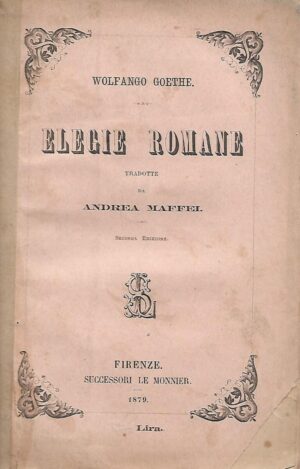 WOLFANGO GOETHE.
ELEGIE ROMANE
TRADOTTE
DA
ANDREA MAFFEI.
SECONDA EDIZIONE.
FIRENZE.
SUCCESSORI LE MONNIER.
1879.
Lira.